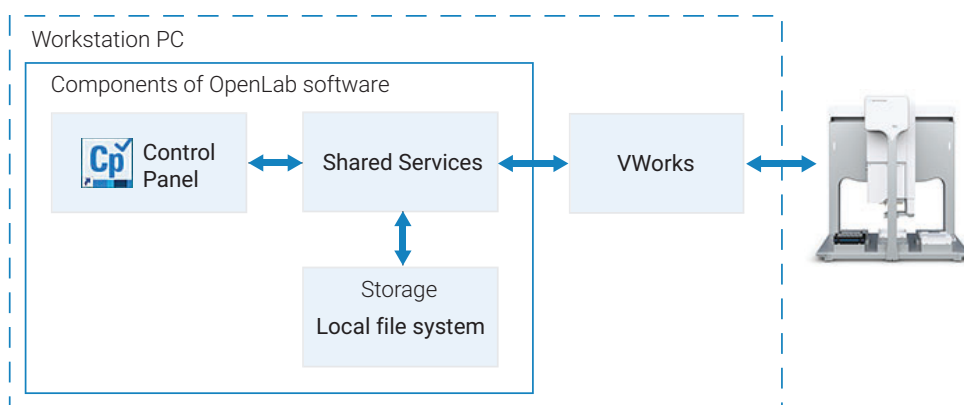 Workstation PC
Components of OpenLab software
Cp
Control
Panel
Shared Services
VWorks
Storage
Local file system